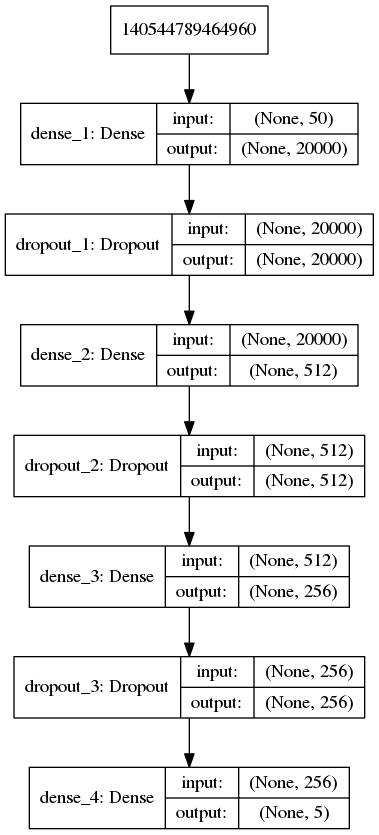 140544789464960
dense_1: Dense
input:
(None, 50)
output:
(None, 20000)
dropout_1: Dropout
input:
(None, 20000)
output:
(None, 20000)
dense_2: Dense
input:
(None, 20000)
output:
(None, 512)
dropout_2: Dropout
input:
(None, 512)
output:
(None, 512)
dense_3: Dense
input:
(None, 512)
output:
(None, 256)
dropout_3: Dropout
input:
(None, 256)
output:
(None, 256)
dense_4: Dense
input:
(None, 256)
output:
(None, 5)